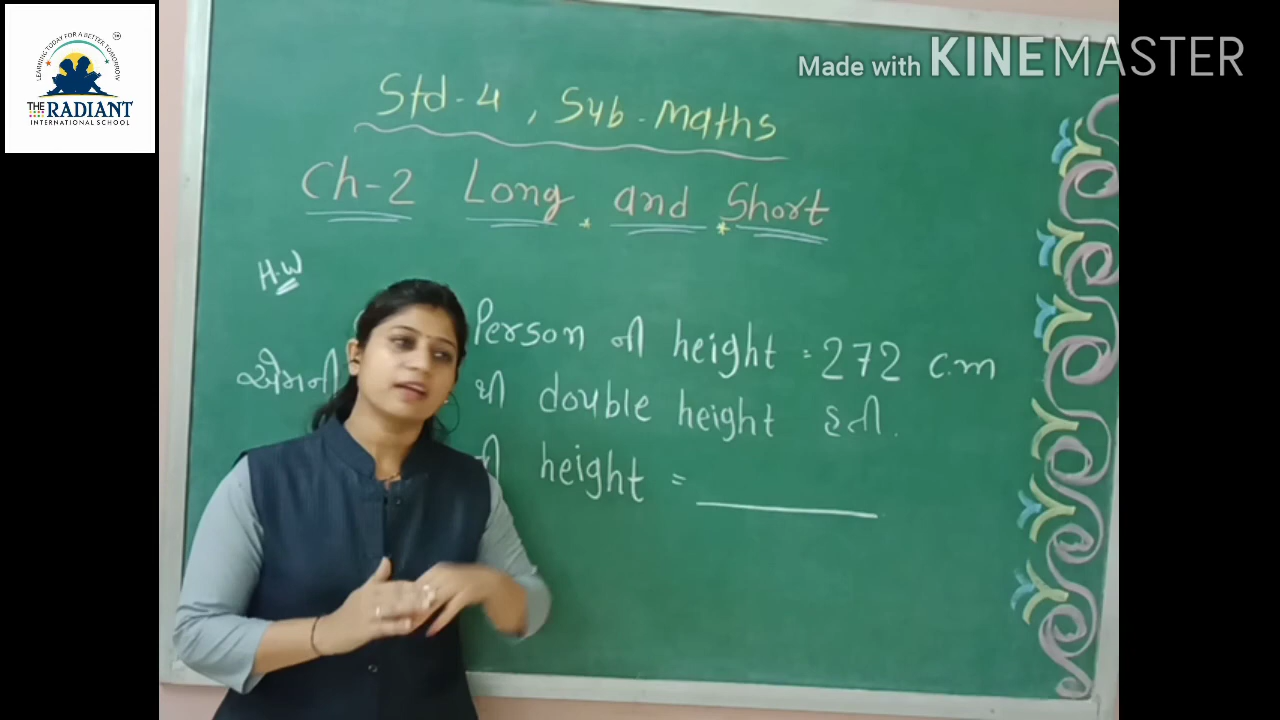 LEARNING TODAY FOR A BETTER TOMORROW
THE RADIANT
INTERNATIONAL SCHOOL
Made with KINEMASTER
Std-4, Sub-Maths
Ch-2 Long and Short
H.W
Person ની height = 272 c.m
એમની થી double height હતી.
ની height =